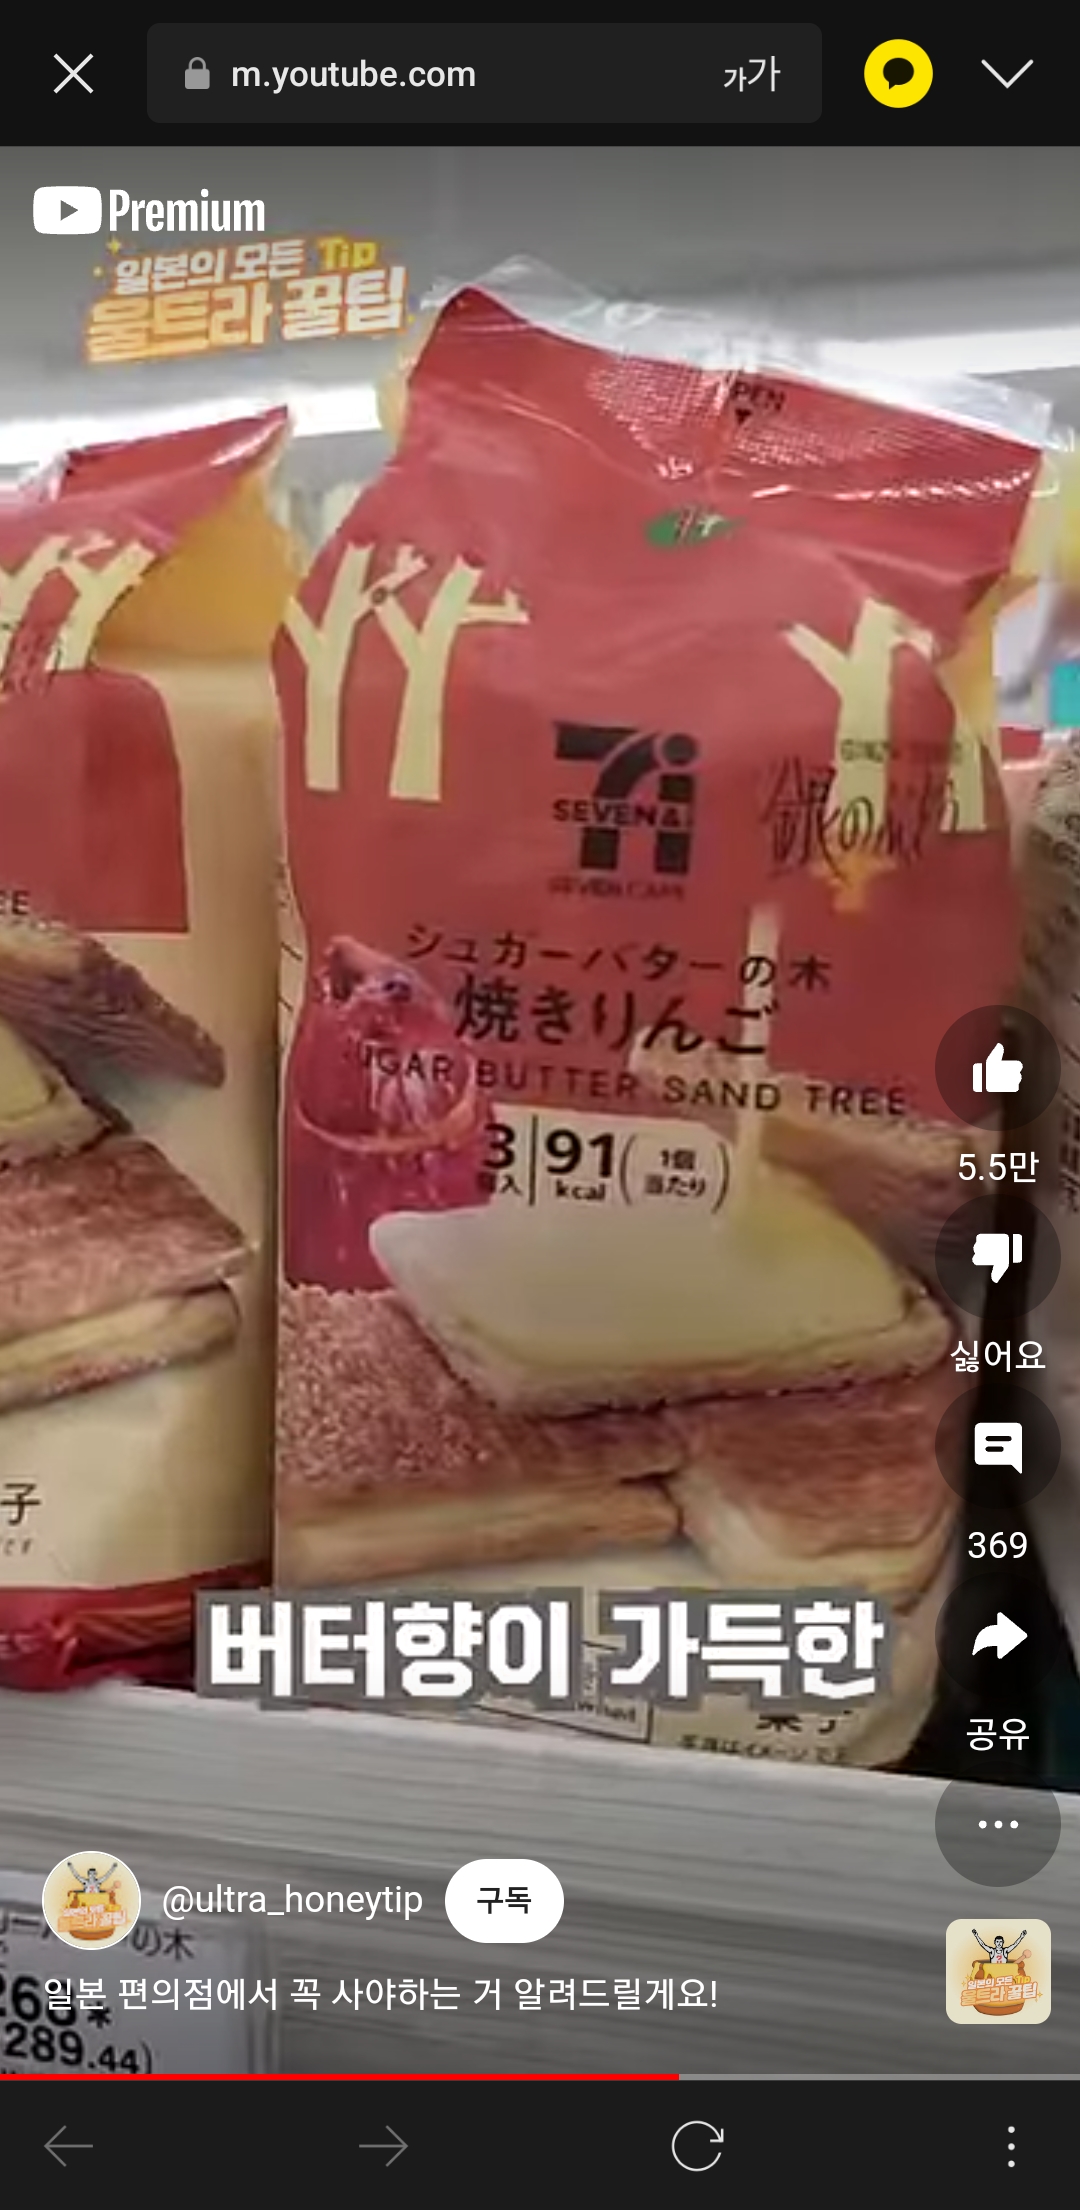 m.youtube.com
가가
Premium
일본의 모든 Tip
울트라 꿀팁
SEVEN&i
シュガーバターの木
焼きりんご
SUGAR BUTTER SAND TREE
3
91
kcal
(1個
当たり)
버터향이 가득한
菓子
5.5만
싫어요
369
공유
@ultra_honeytip
구독
일본 편의점에서 꼭 사야하는 거 알려드릴게요!
の木
268*
289.44)